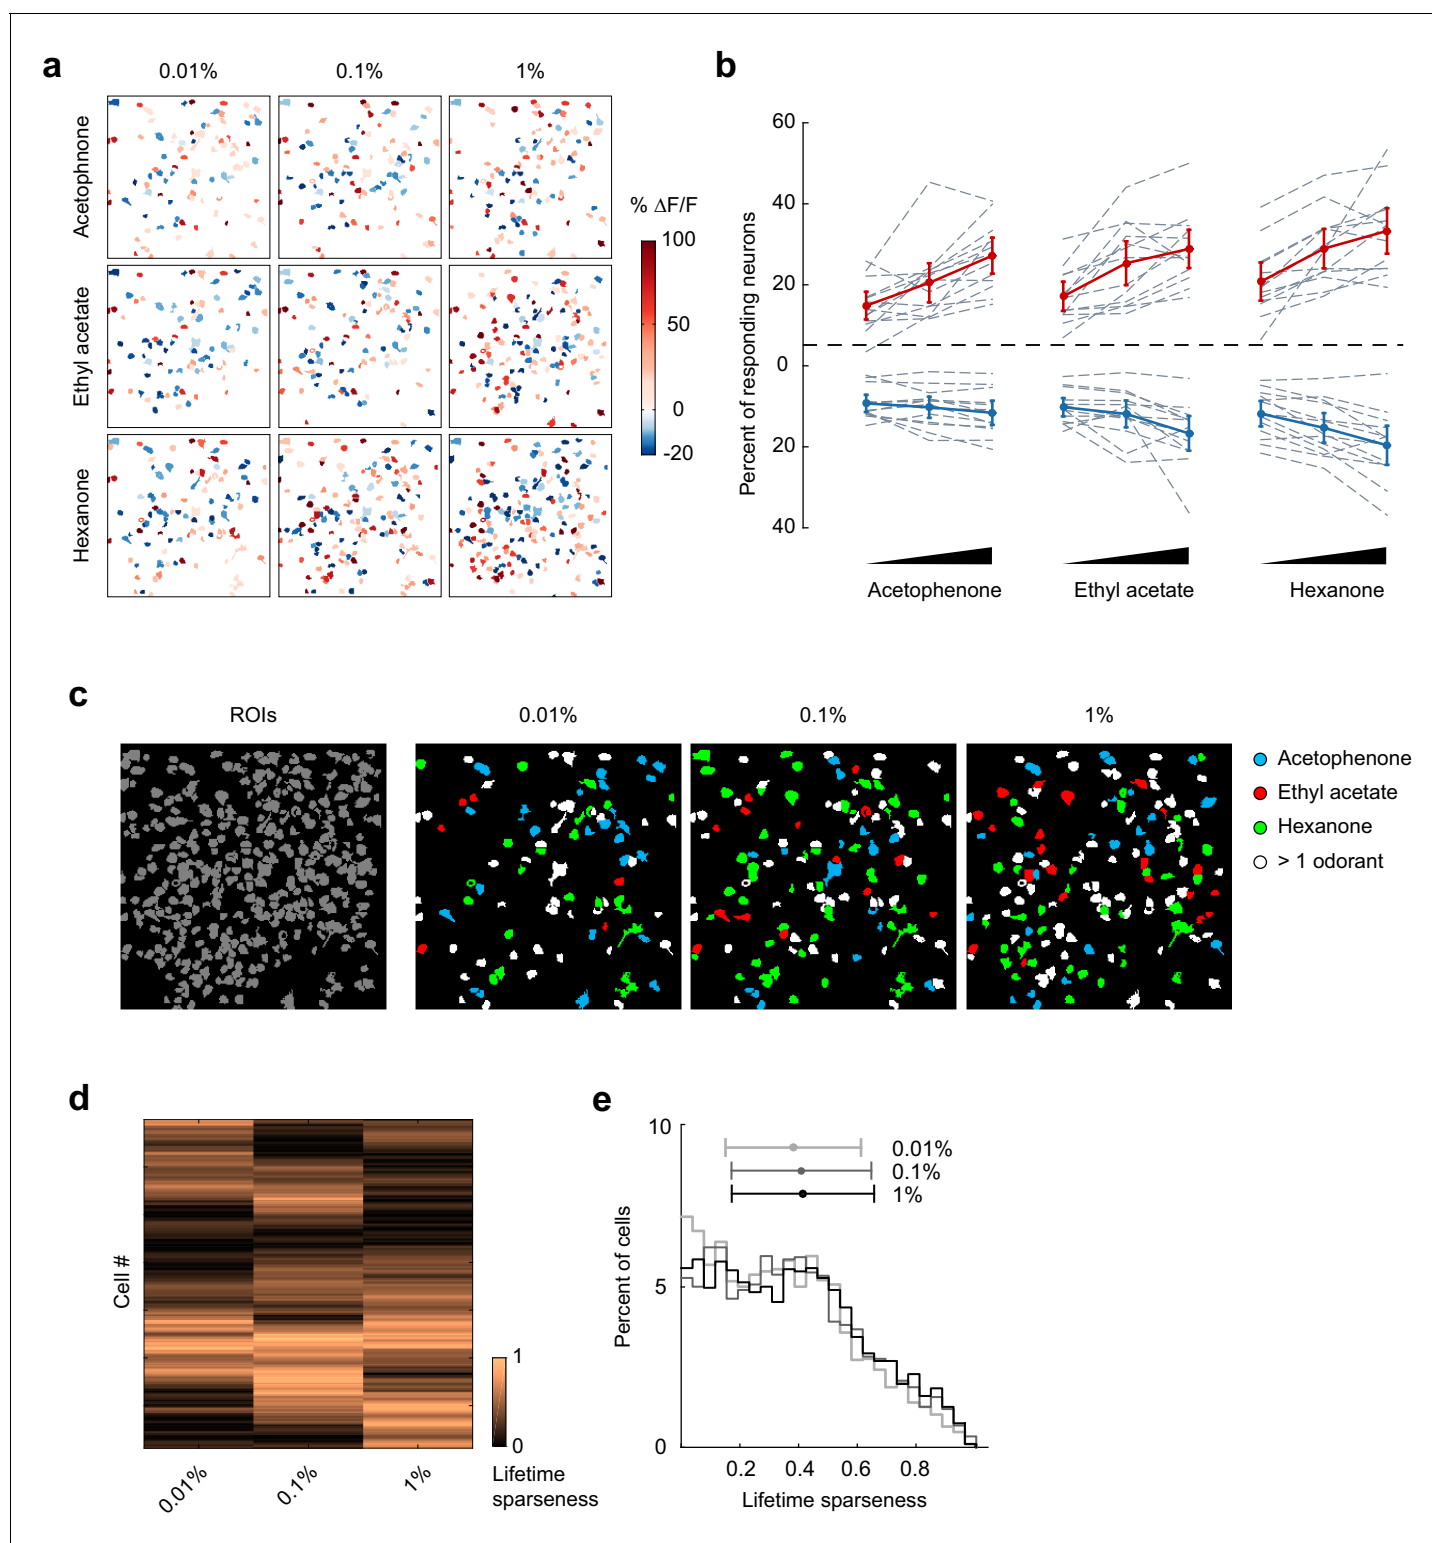 a
0.01%
0.1%
1%
Acetophnone
Ethyl acetate
Hexanone
% ΔF/F
100
50
0
-20
b
Percent of responding neurons
60
40
20
0
20
40
Acetophenone
Ethyl acetate
Hexanone
c
ROIs
0.01%
0.1%
1%
Acetophenone
Ethyl acetate
Hexanone
> 1 odorant
d
Cell #
0.01%
0.1%
1%
1
0
Lifetime
sparseness
e
Percent of cells
10
5
0
0.01%
0.1%
1%
0.2
0.4
0.6
0.8
Lifetime sparseness